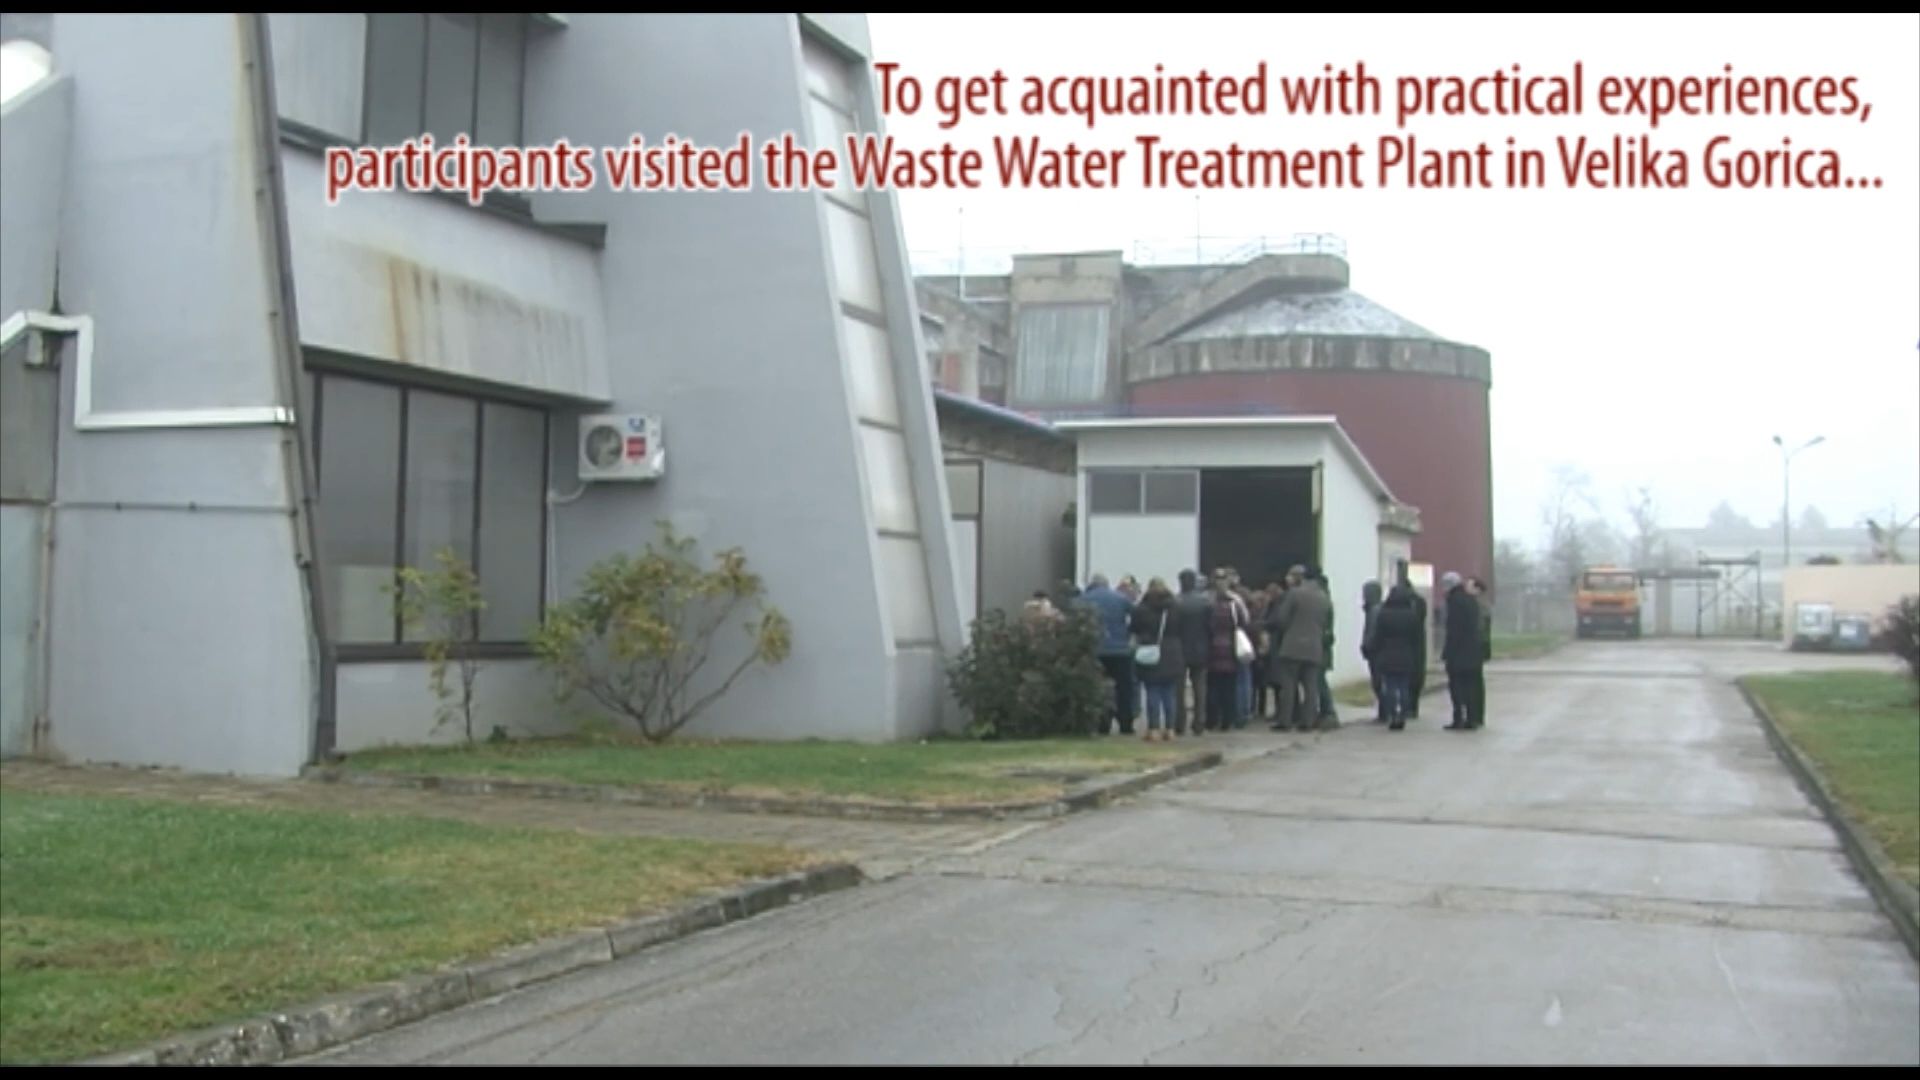 To get acquainted with practical experiences,
participants visited the Waste Water Treatment Plant in Velika Gorica...